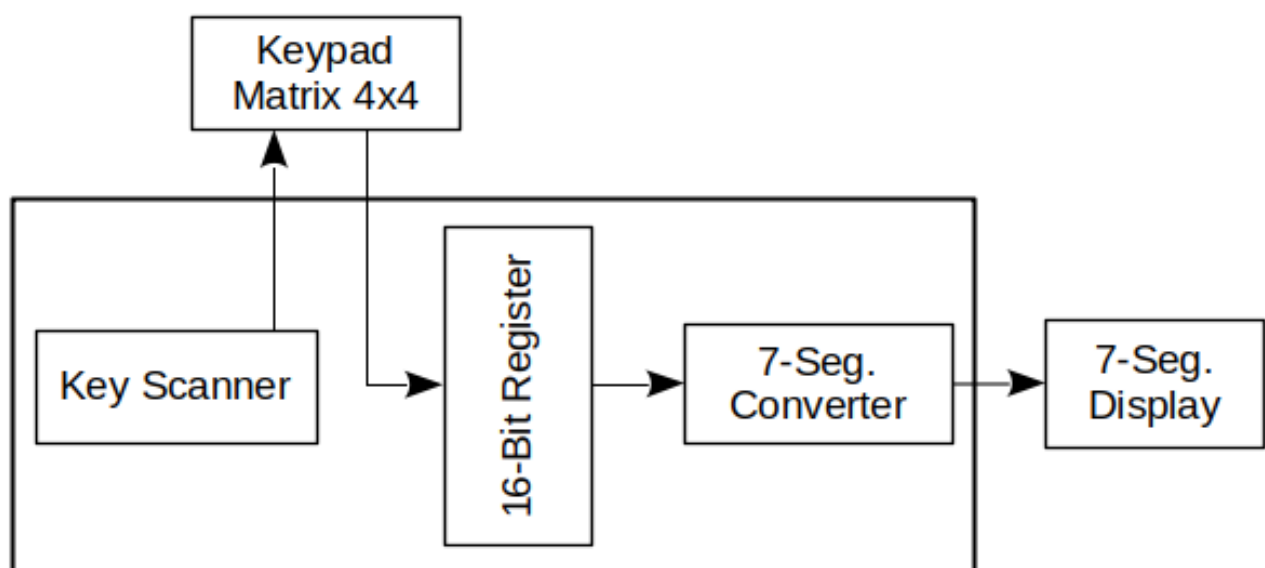 Keypad
Matrix 4x4
Key Scanner
16-Bit Register
7-Seg.
Converter
7-Seg.
Display